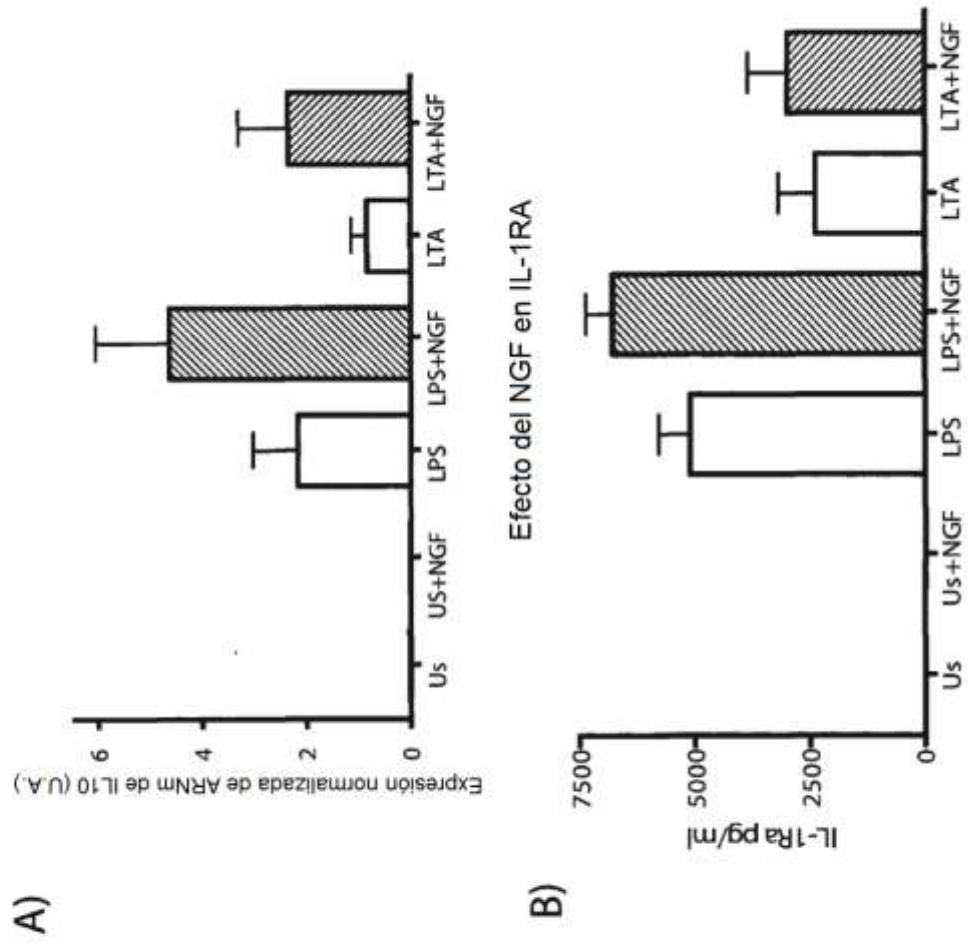 A)
Expresión normalizada de ARNm de IL10 (U.A.)
6
4
2
0
Us
US+NGF
LPS
LPS+NGF
LTA
LTA+NGF
Efecto del NGF en IL-1RA
B)
IL-1Ra pg/ml
7500
5000
2500
0
Us
Us+NGF
LPS
LPS+NGF
LTA
LTA+NGF